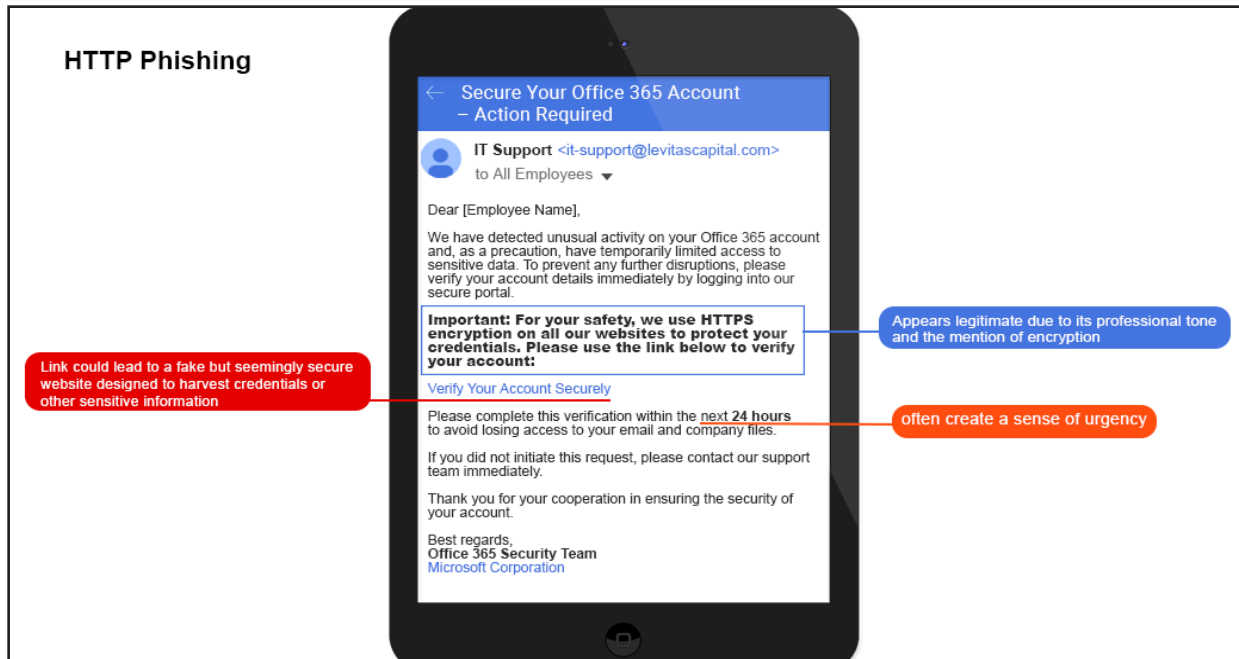 HTTP Phishing
← Secure Your Office 365 Account
– Action Required
IT Support <it-support@levitascapital.com>
to All Employees
Dear [Employee Name],
We have detected unusual activity on your Office 365 account
and, as a precaution, have temporarily limited access to
sensitive data. To prevent any further disruptions, please
verify your account details immediately by logging into our
secure portal.
Important: For your safety, we use HTTPS
encryption on all our websites to protect your
credentials. Please use the link below to verify
your account:
Appears legitimate due to its professional tone
and the mention of encryption
Link could lead to a fake but seemingly secure
website designed to harvest credentials or
other sensitive information
Verify Your Account Securely
Please complete this verification within the next 24 hours
to avoid losing access to your email and company files.
often create a sense of urgency
If you did not initiate this request, please contact our support
team immediately.
Thank you for your cooperation in ensuring the security of
your account.
Best regards,
Office 365 Security Team
Microsoft Corporation